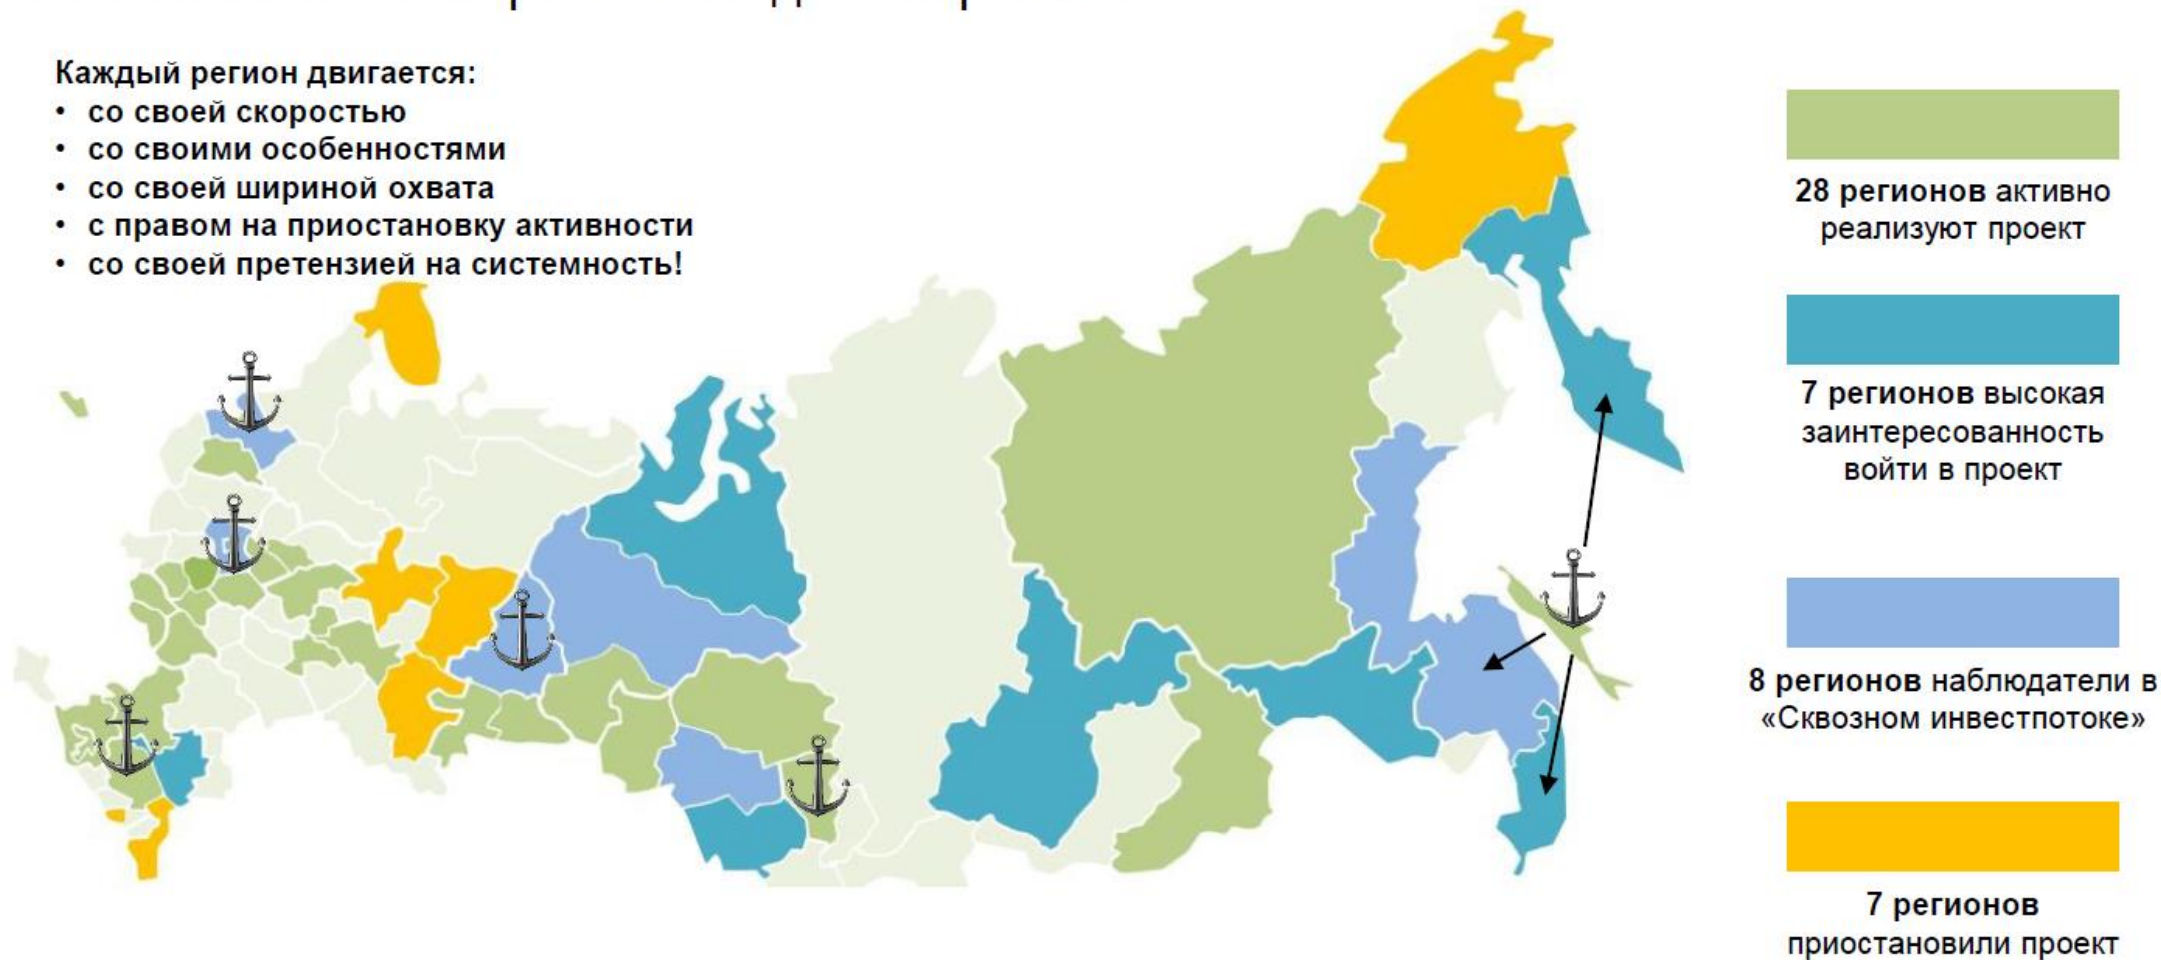 Каждый регион двигается:
• со своей скоростью
• со своими особенностями
• со своей шириной охвата
• с правом на приостановку активности
• со своей претензией на системность!
28 регионов активно
реализуют проект
7 регионов высокая
заинтересованность
войти в проект
8 регионов наблюдатели в
«Сквозном инвестпотоке»
7 регионов
приостановили проект